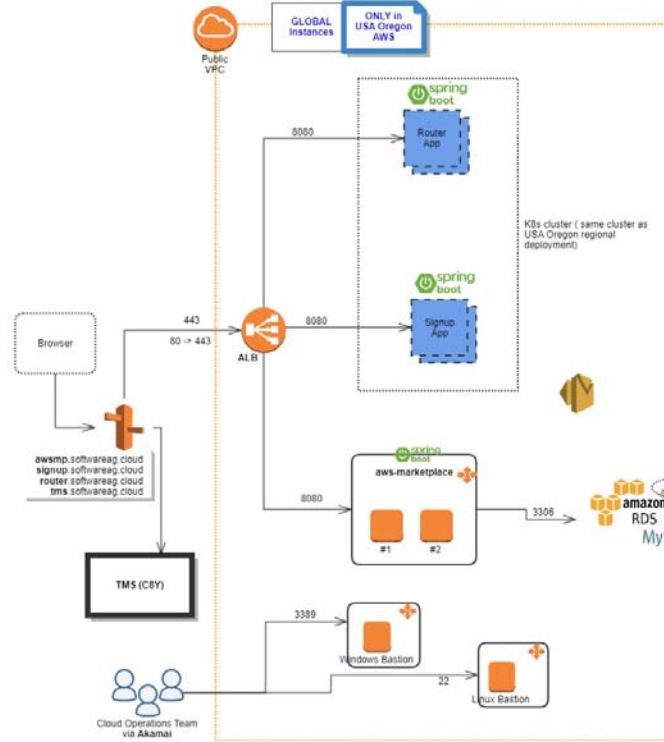 GLOBAL
Instances
ONLY in
USA Oregon
AWS
Public
VPC
spring
boot
8080
Router
App
K8s cluster ( same cluster as
USA Oregon regional
deployment)
spring
boot
443
8080
Signup
App
Browser
80 -> 443
ALB
awsmp.softwareag.cloud
signup.softwareag.cloud
router.softwareag.cloud
tms.softwareag.cloud
spring
boot
aws-marketplace
8080
#1
#2
3306
amazon
RDS
My
TMS (C8Y)
3389
Windows Bastion
22
Linux Bastion
Cloud Operations Team
via Akamai